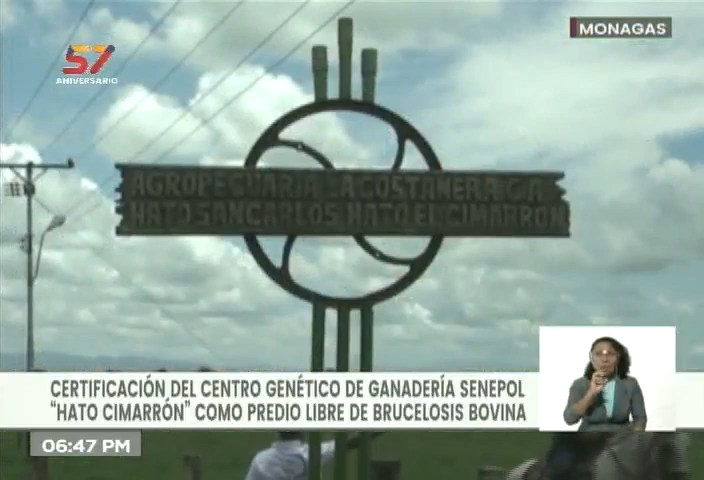 57
ANIVERSARIO
MONAGAS
AGROPECUARIA LA COSTANERA C.A
HATO SAN CARLOS, HATO EL CIMARRÓN
CERTIFICACIÓN DEL CENTRO GENÉTICO DE GANADERÍA SENEPOL
“HATO CIMARRÓN” COMO PREDIO LIBRE DE BRUCELOSIS BOVINA
06:47 PM